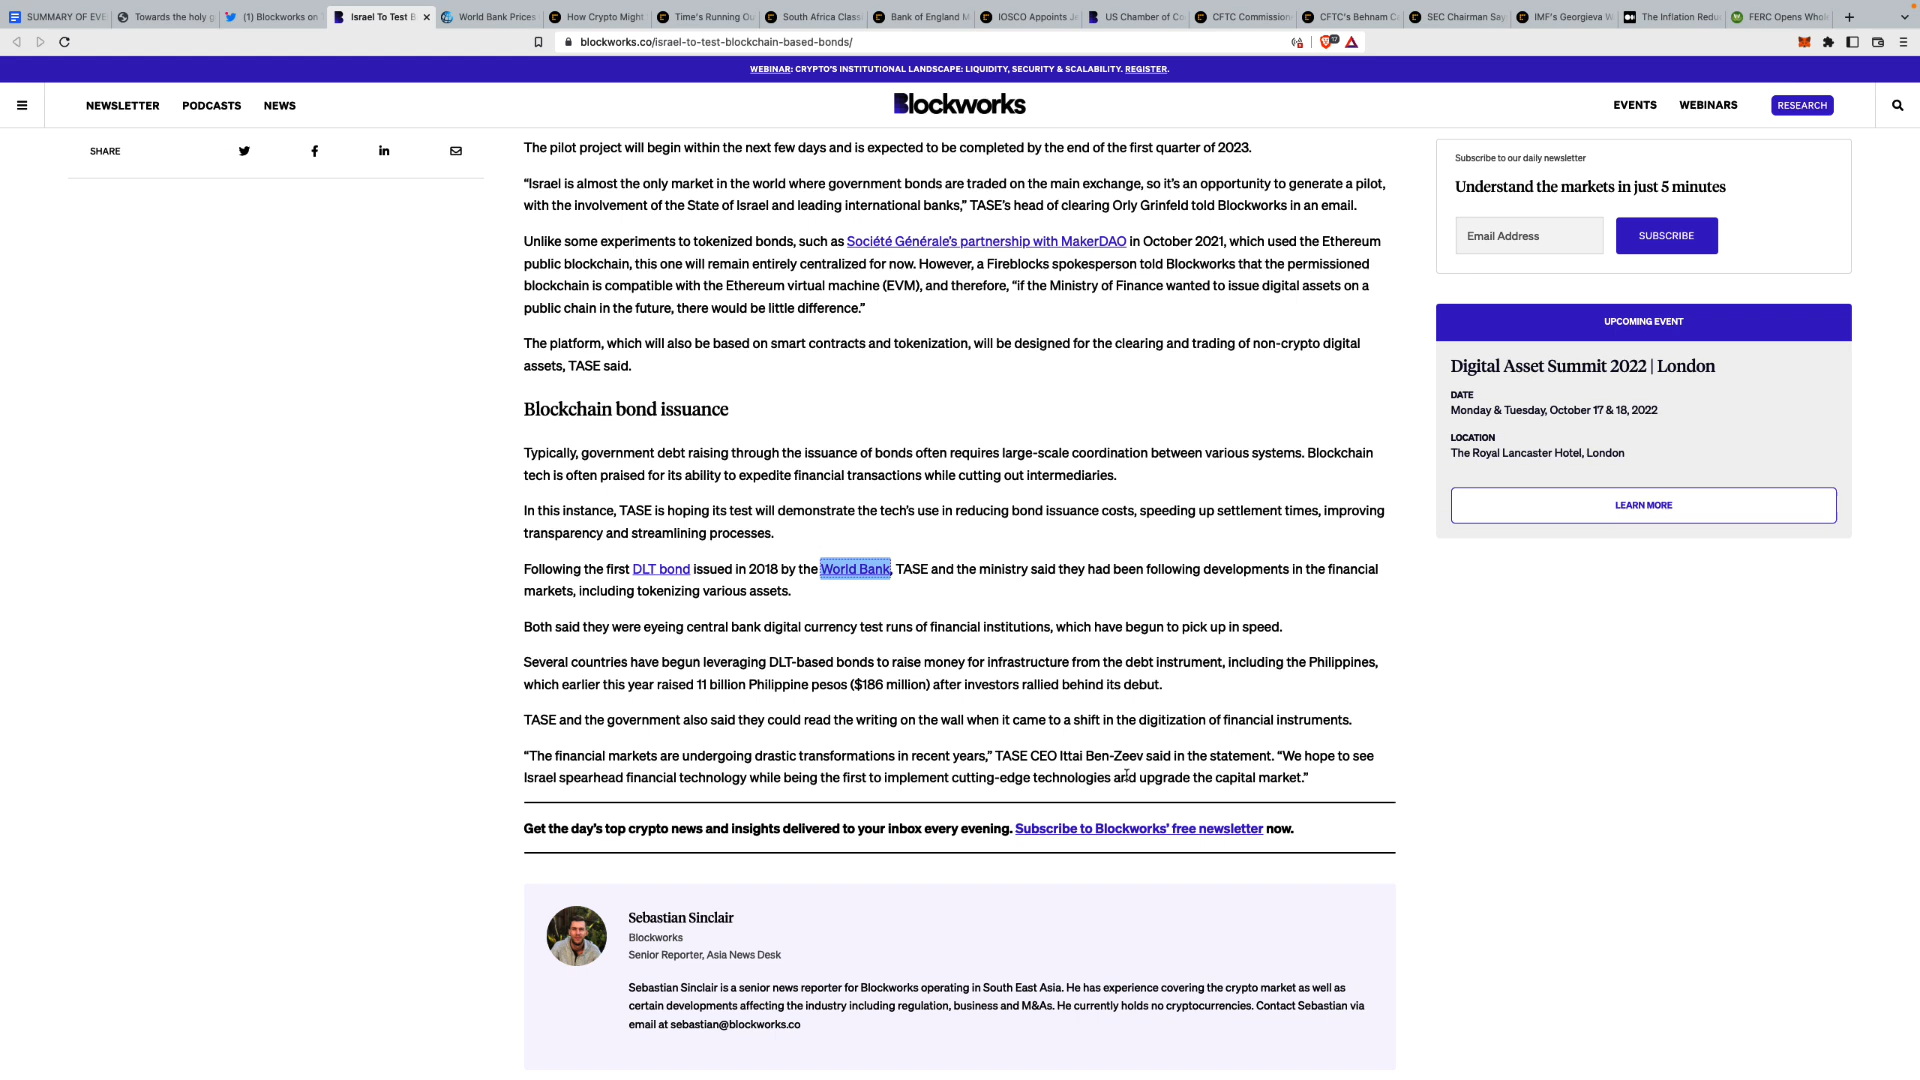 SUMMARY OF EVE
Towards the holy g
(1) Blockworks on
Israel To Test B
World Bank Prices
How Crypto Might
Time's Running Ou
South Africa Class
Bank of England M
IOSCO Appoints J
US Chamber of Co
CFTC Commission
CFTC's Behnam Ca
SEC Chairman Say
IMF's Georgieva W
The Inflation Redu
FERC Opens Whol
blockworks.co/israel-to-test-blockchain-based-bonds/
17
WEBINAR: CRYPTO'S INSTITUTIONAL LANDSCAPE: LIQUIDITY, SECURITY & SCALABILITY. REGISTER.
NEWSLETTER PODCASTS NEWS
Blockworks
EVENTS WEBINARS RESEARCH
SHARE
The pilot project will begin within the next few days and is expected to be completed by the end of the first quarter of 2023.
“Israel is almost the only market in the world where government bonds are traded on the main exchange, so it’s an opportunity to generate a pilot,
with the involvement of the State of Israel and leading international banks,” TASE’s head of clearing Orly Grinfeld told Blockworks in an email.
Unlike some experiments to tokenized bonds, such as Société Générale’s partnership with MakerDAO in October 2021, which used the Ethereum
public blockchain, this one will remain entirely centralized for now. However, a Fireblocks spokesperson told Blockworks that the permissioned
blockchain is compatible with the Ethereum virtual machine (EVM), and therefore, “if the Ministry of Finance wanted to issue digital assets on a
public chain in the future, there would be little difference.”
The platform, which will also be based on smart contracts and tokenization, will be designed for the clearing and trading of non-crypto digital
assets, TASE said.
Blockchain bond issuance
Typically, government debt raising through the issuance of bonds often requires large-scale coordination between various systems. Blockchain
tech is often praised for its ability to expedite financial transactions while cutting out intermediaries.
In this instance, TASE is hoping its test will demonstrate the tech’s use in reducing bond issuance costs, speeding up settlement times, improving
transparency and streamlining processes.
Following the first DLT bond issued in 2018 by the World Bank, TASE and the ministry said they had been following developments in the financial
markets, including tokenizing various assets.
Both said they were eyeing central bank digital currency test runs of financial institutions, which have begun to pick up in speed.
Several countries have begun leveraging DLT-based bonds to raise money for infrastructure from the debt instrument, including the Philippines,
which earlier this year raised 11 billion Philippine pesos ($186 million) after investors rallied behind its debut.
TASE and the government also said they could read the writing on the wall when it came to a shift in the digitization of financial instruments.
“The financial markets are undergoing drastic transformations in recent years,” TASE CEO Ittai Ben-Zeev said in the statement. “We hope to see
Israel spearhead financial technology while being the first to implement cutting-edge technologies and upgrade the capital market.”
Get the day’s top crypto news and insights delivered to your inbox every evening. Subscribe to Blockworks’ free newsletter now.
Sebastian Sinclair
Blockworks
Senior Reporter, Asia News Desk
Sebastian Sinclair is a senior news reporter for Blockworks operating in South East Asia. He has experience covering the crypto market as well as
certain developments affecting the industry including regulation, business and M&As. He currently holds no cryptocurrencies. Contact Sebastian via
email at sebastian@blockworks.co
Subscribe to our daily newsletter
Understand the markets in just 5 minutes
Email Address
SUBSCRIBE
UPCOMING EVENT
Digital Asset Summit 2022 | London
DATE
Monday & Tuesday, October 17 & 18, 2022
LOCATION
The Royal Lancaster Hotel, London
LEARN MORE